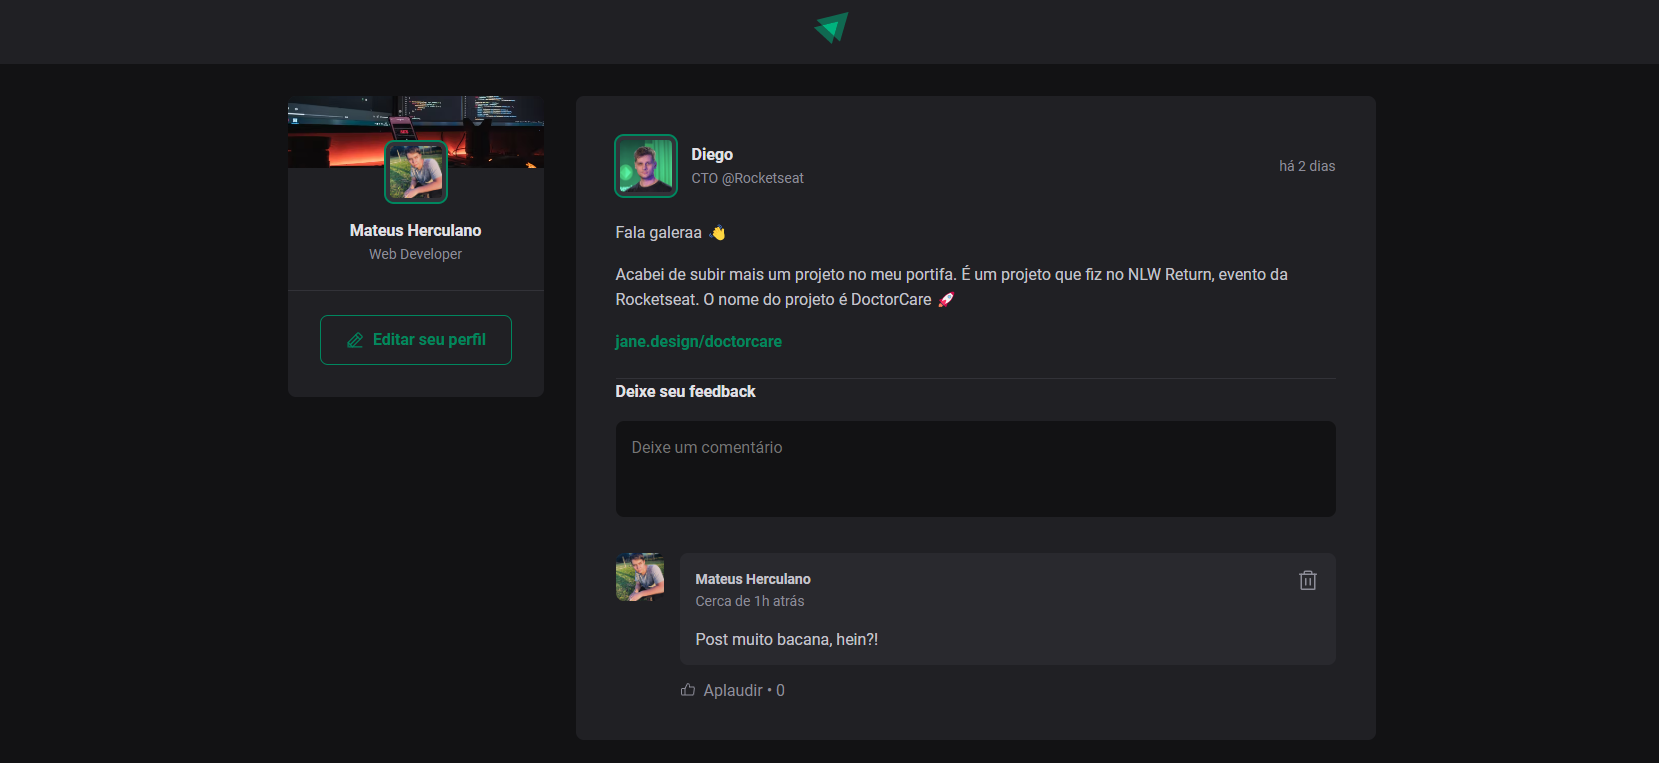 Mateus Herculano
Web Developer
Editar seu perfil
Diego
CTO @Rocketseat
há 2 dias
Fala galeraa 👋
Acabei de subir mais um projeto no meu portifa. É um projeto que fiz no NLW Return, evento da
Rocketseat. O nome do projeto é DoctorCare 🚀
jane.design/doctorcare
Deixe seu feedback
Deixe um comentário
Mateus Herculano
Cerca de 1h atrás
Post muito bacana, hein?!
Aplaudir • 0